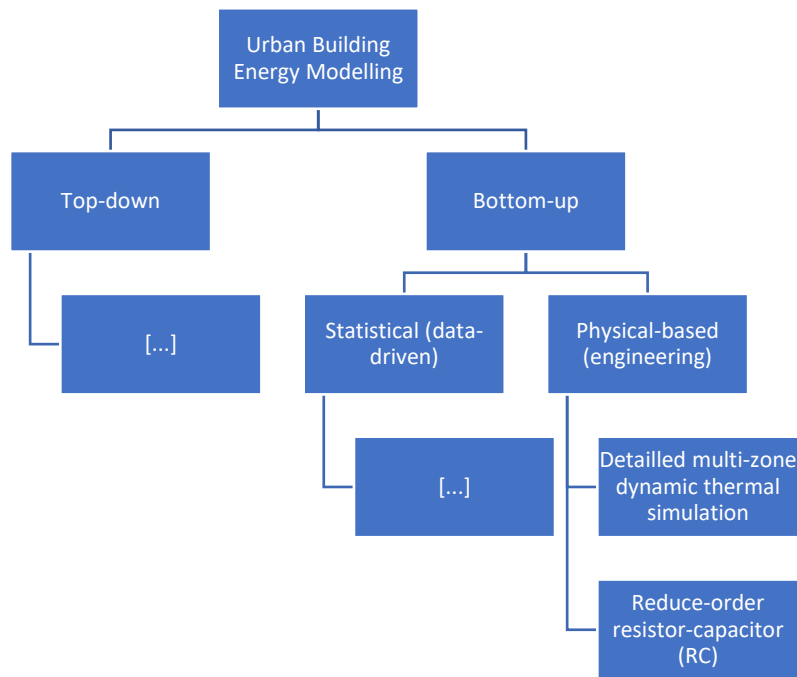 Urban Building
Energy Modelling
Top-down
Bottom-up
[...]
Statistical (data-
driven)
Physical-based
(engineering)
[...]
Detailled multi-zone
dynamic thermal
simulation
Reduce-order
resistor-capacitor
(RC)